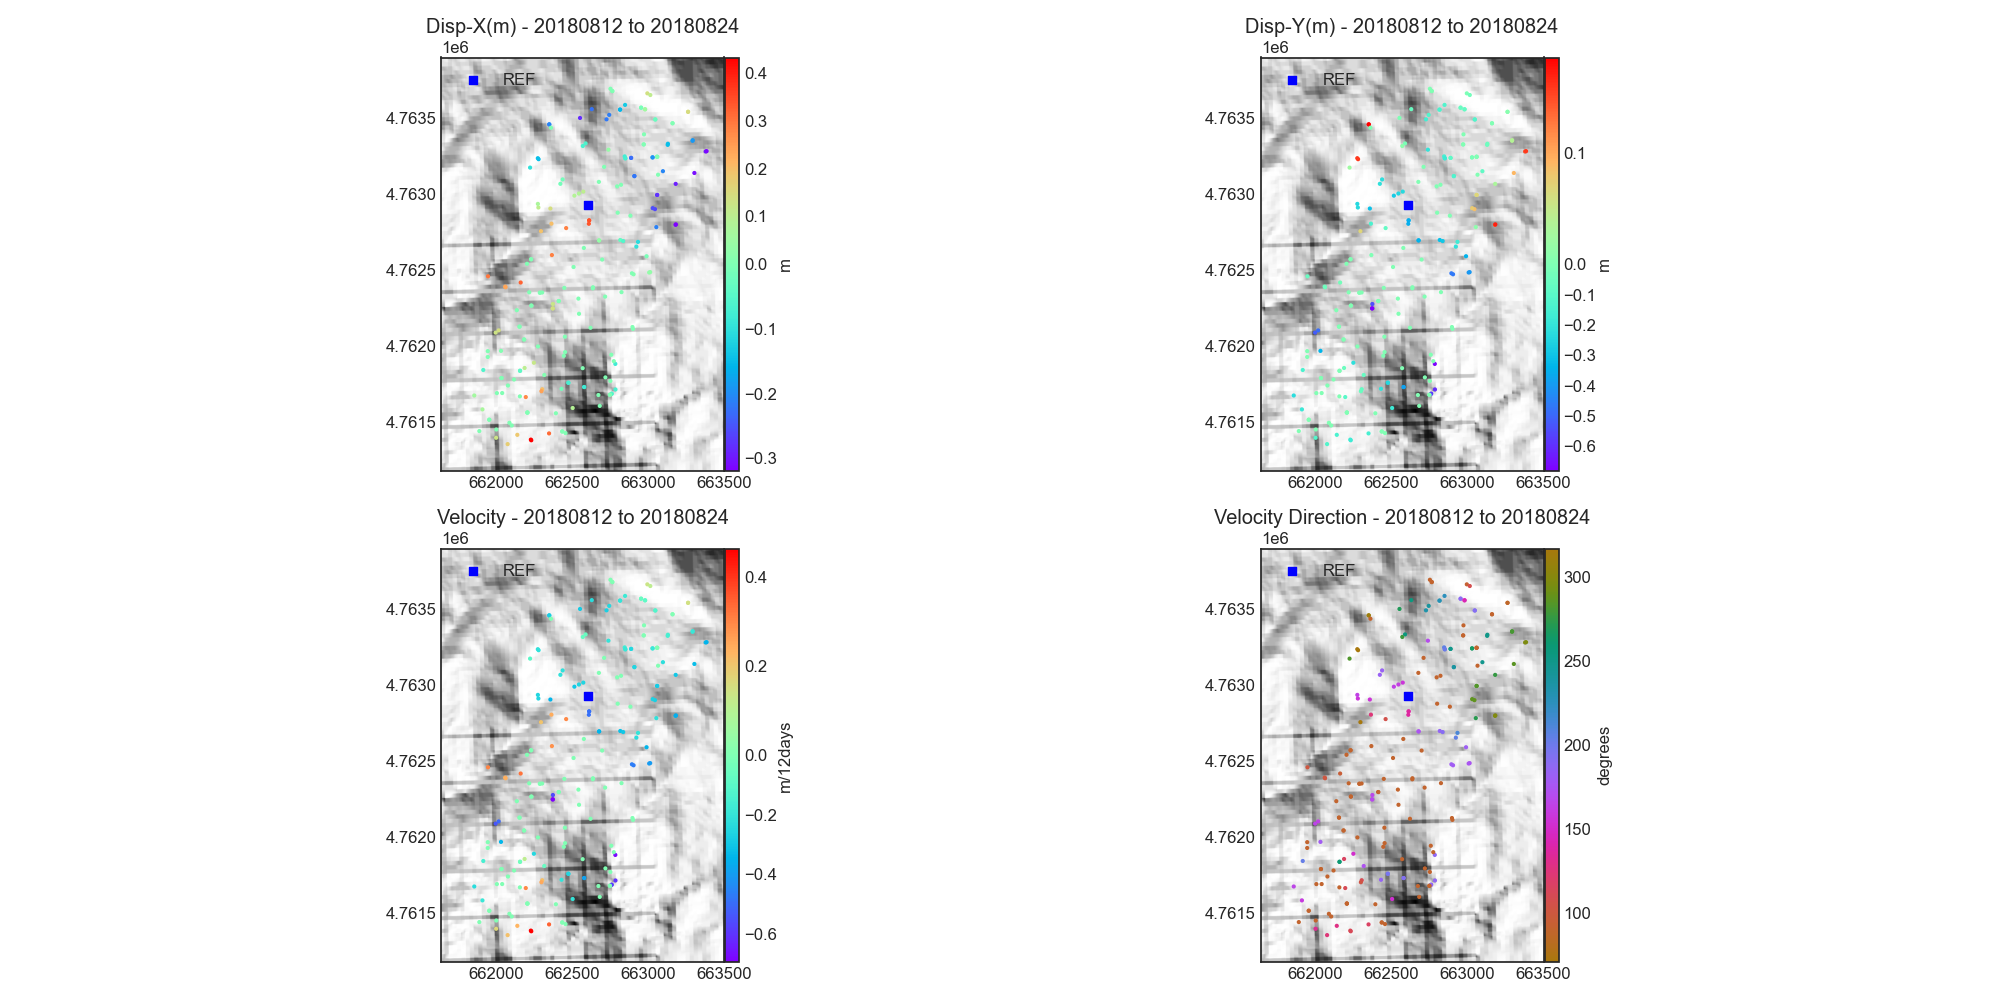 Disp-X(m) - 20180812 to 20180824
1e6
REF
4.7635
4.7630
4.7625
4.7620
4.7615
662000 662500 663000 663500
0.4
0.3
0.2
0.1
0.0
−0.1
−0.2
−0.3
m
Disp-Y(m) - 20180812 to 20180824
1e6
REF
4.7635
4.7630
4.7625
4.7620
4.7615
662000 662500 663000 663500
0.1
0.0
−0.1
−0.2
−0.3
−0.4
−0.5
−0.6
m
Velocity - 20180812 to 20180824
1e6
REF
4.7635
4.7630
4.7625
4.7620
4.7615
662000 662500 663000 663500
0.4
0.2
0.0
−0.2
−0.4
−0.6
m/12days
Velocity Direction - 20180812 to 20180824
1e6
REF
4.7635
4.7630
4.7625
4.7620
4.7615
662000 662500 663000 663500
300
250
200
150
100
degrees